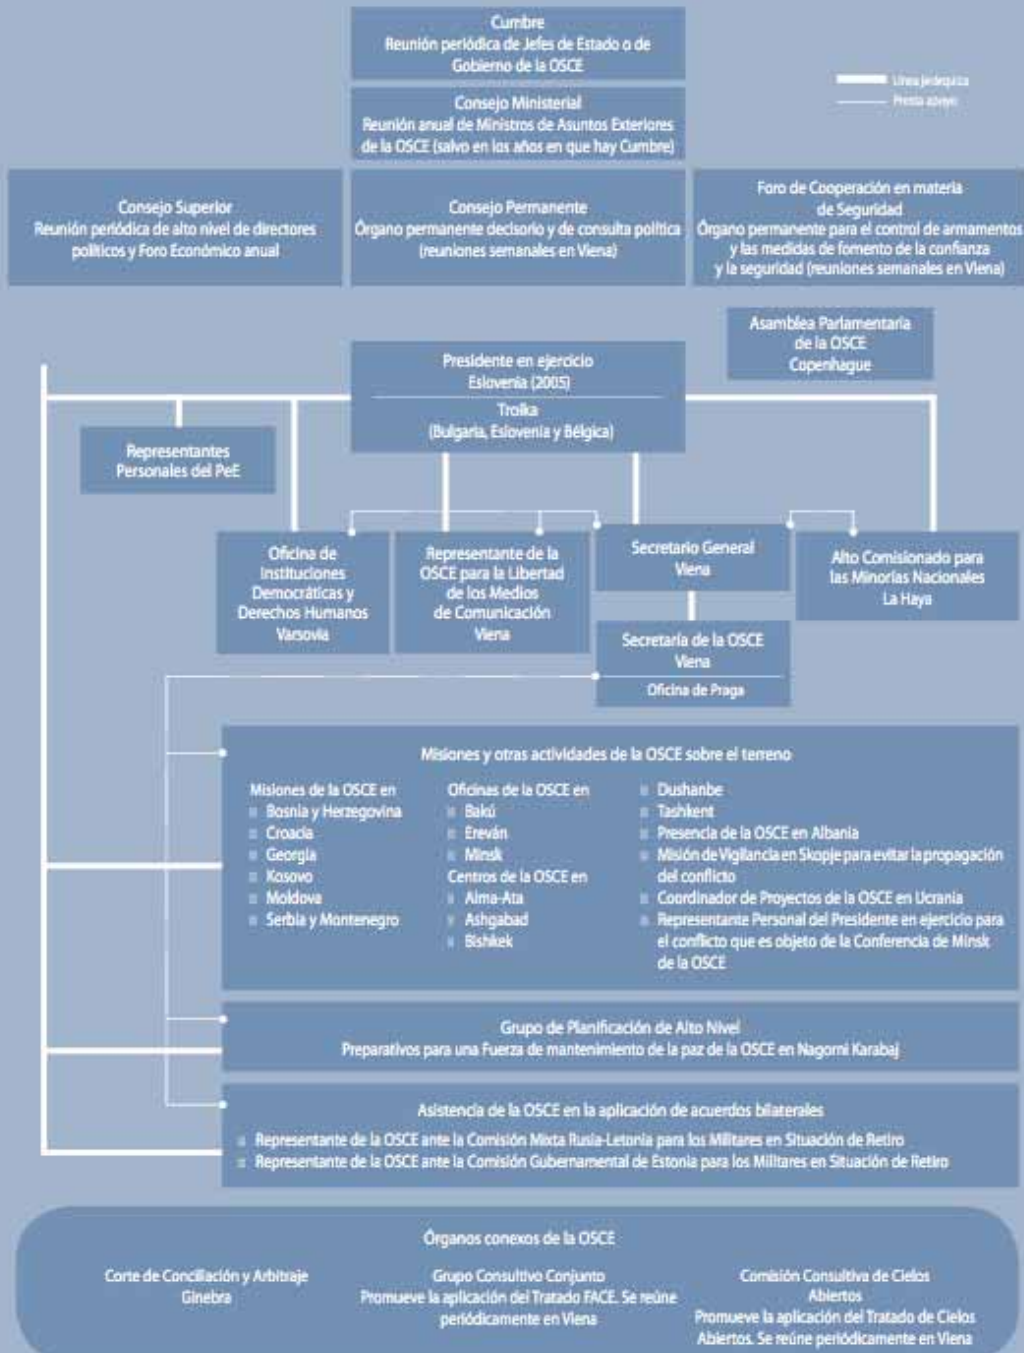 Cumbre
Reunión periódica de Jefes de Estado o de
Gobierno de la OSCE
Línea jerárquica
Presta apoyo
Consejo Ministerial
Reunión anual de Ministros de Asuntos Exteriores
de la OSCE (salvo en los años en que hay Cumbre)
Consejo Superior
Reunión periódica de alto nivel de directores
políticos y Foro Económico anual
Consejo Permanente
Órgano permanente decisorio y de consulta política
(reuniones semanales en Viena)
Foro de Cooperación en materia
de Seguridad
Órgano permanente para el control de armamentos
y las medidas de fomento de la confianza
y la seguridad (reuniones semanales en Viena)
Asamblea Parlamentaria
de la OSCE
Copenhague
Presidente en ejercicio
Eslovenia (2005)
Troika
(Bulgaria, Eslovenia y Bélgica)
Representantes
Personales del PeE
Oficina de
Instituciones
Democráticas y
Derechos Humanos
Varsovia
Representante de la
OSCE para la Libertad
de los Medios
de Comunicación
Viena
Secretario General
Viena
Alto Comisionado para
las Minorías Nacionales
La Haya
Secretaría de la OSCE
Viena
Oficina de Praga
Misiones y otras actividades de la OSCE sobre el terreno
Misiones de la OSCE en
Bosnia y Herzegovina
Croacia
Georgia
Kosovo
Moldova
Serbia y Montenegro
Oficinas de la OSCE en
Bakú
Ereván
Minsk
Centros de la OSCE en
Alma-Ata
Ashgabad
Bishkek
Dushanbe
Tashkent
Presencia de la OSCE en Albania
Misión de Vigilancia en Skopje para evitar la propagación
del conflicto
Coordinador de Proyectos de la OSCE en Ucrania
Representante Personal del Presidente en ejercicio para
el conflicto que es objeto de la Conferencia de Minsk
de la OSCE
Grupo de Planificación de Alto Nivel
Preparativos para una Fuerza de mantenimiento de la paz de la OSCE en Nagorni Karabaj
Asistencia de la OSCE en la aplicación de acuerdos bilaterales
Representante de la OSCE ante la Comisión Mixta Rusia-Letonia para los Militares en Situación de Retiro
Representante de la OSCE ante la Comisión Gubernamental de Estonia para los Militares en Situación de Retiro
Órganos conexos de la OSCE
Corte de Conciliación y Arbitraje
Ginebra
Grupo Consultivo Conjunto
Promueve la aplicación del Tratado FACE. Se reúne
periódicamente en Viena
Comisión Consultiva de Cielos
Abiertos
Promueve la aplicación del Tratado de Cielos
Abiertos. Se reúne periódicamente en Viena